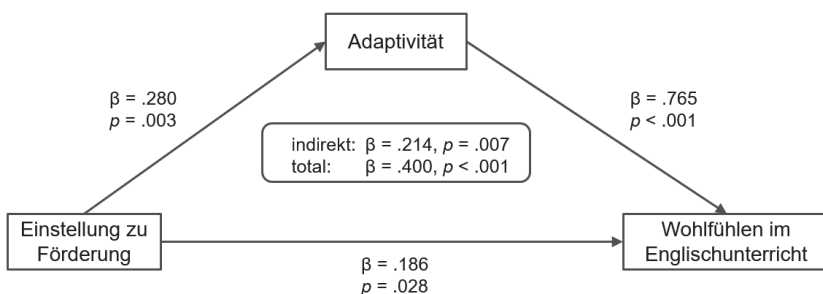 Adaptivität
β = .280
p = .003
β = .765
p < .001
indirekt: β = .214, p = .007
total: β = .400, p < .001
Einstellung zu
Förderung
Wohlfühlen im
Englischunterricht
β = .186
p = .028